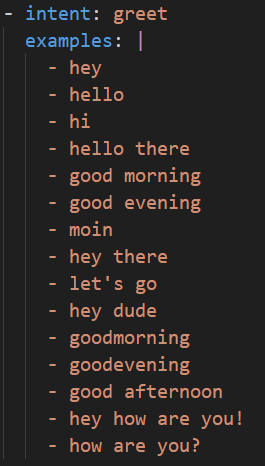 - intent: greet
  examples: |
    - hey
    - hello
    - hi
    - hello there
    - good morning
    - good evening
    - moin
    - hey there
    - let's go
    - hey dude
    - goodmorning
    - goodevening
    - good afternoon
    - hey how are you!
    - how are you?